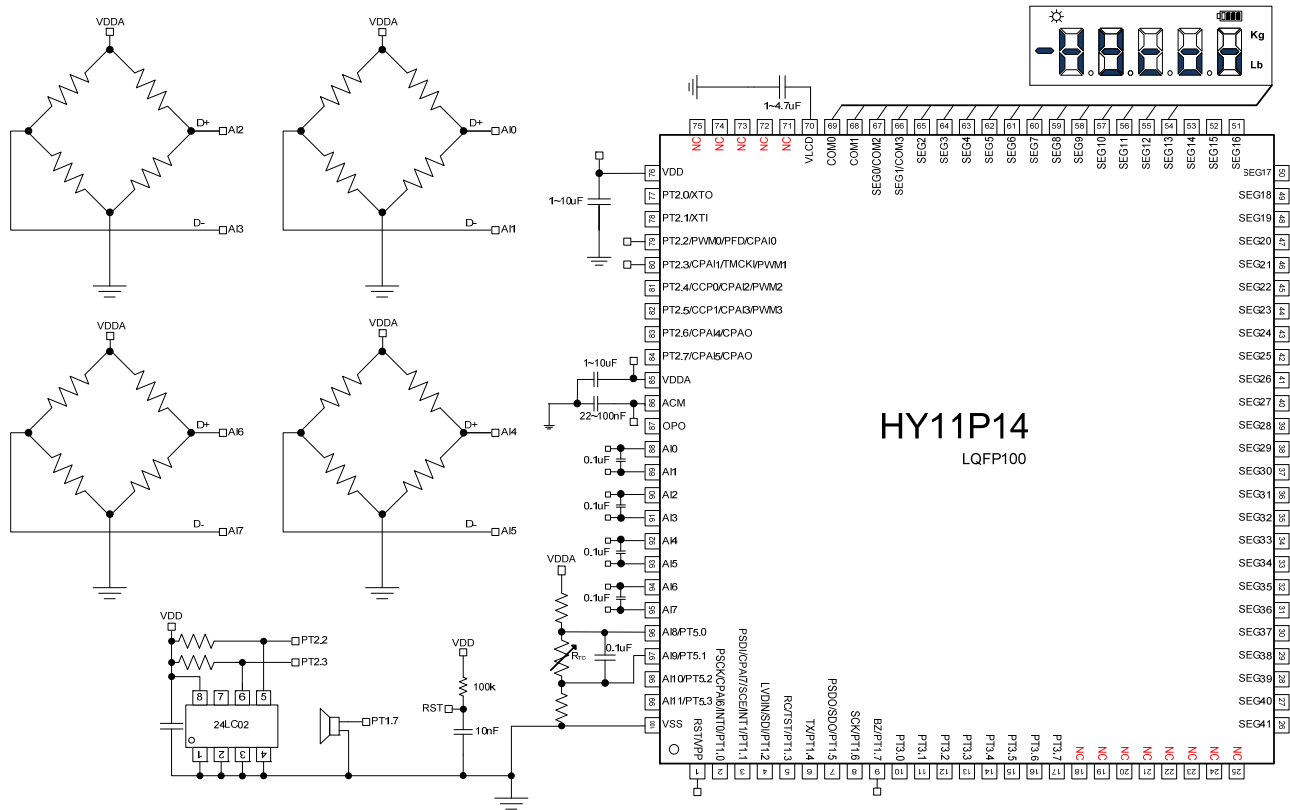 VDDA
D+
AI2
D-
AI3
VDDA
D+
AI0
D-
AI1
VDDA
D+
AI6
D-
AI7
VDDA
D+
AI4
D-
AI5
Kg
Lb
1~4.7uF
75 74 73 72 71 70 69 68 67 66 65 64 63 62 61 60 59 58 57 56 55 54 53 52 51
NC
NC
NC
NC
NC
VLCD
COM0
COM1
SEG0/COM2
SEG1/COM3
SEG2
SEG3
SEG4
SEG5
SEG6
SEG7
SEG8
SEG9
SEG10
SEG11
SEG12
SEG13
SEG14
SEG15
SEG16
1~10uF
76 VDD
77 PT2.0/XTO
78 PT2.1/XTI
79 PT2.2/PWM0/PFD/CPAI0
80 PT2.3/CPAI1/TMCKI/PWM1
81 PT2.4/CCP0/CPAI2/PWM2
82 PT2.5/CCP1/CPAI3/PWM3
83 PT2.6/CPAI4/CPAO
84 PT2.7/CPAI5/CPAO
1~10uF
85 VDDA
22~100nF
86 ACM
87 OPO
88 AI0
0.1uF
89 AI1
90 AI2
0.1uF
91 AI3
92 AI4
0.1uF
93 AI5
94 AI6
0.1uF
95 AI7
96 AI8/PT5.0
97 AI9/PT5.1
98 AI10/PT5.2
99 AI11/PT5.3
100 VSS
HY11P14
LQFP100
SEG17 50
SEG18 49
SEG19 48
SEG20 47
SEG21 46
SEG22 45
SEG23 44
SEG24 43
SEG25 42
SEG26 41
SEG27 40
SEG28 39
SEG29 38
SEG30 37
SEG31 36
SEG32 35
SEG33 34
SEG34 33
SEG35 32
SEG36 31
SEG37 30
SEG38 29
SEG39 28
SEG40 27
SEG41 26
VDDA
RTC
0.1uF
VDD
PT2.2
PT2.3
8 7 6 5
24LC02
1 2 3 4
PT1.7
VDD
100k
RST
10nF
RST/VPP
PSCK/CPAI6/INT0/PT1.0
PSDI/CPAI7/SCE/INT1/PT1.1
LVDIN/SDI/PT1.2
RC/TST/PT1.3
TX/PT1.4
PSDO/SDO/PT1.5
SCK/PT1.6
BZ/PT1.7
PT3.0
PT3.1
PT3.2
PT3.3
PT3.4
PT3.5
PT3.6
PT3.7
NC
NC
NC
NC
NC
NC
NC
NC
1 2 3 4 5 6 7 8 9 10 11 12 13 14 15 16 17 18 19 20 21 22 23 24 25